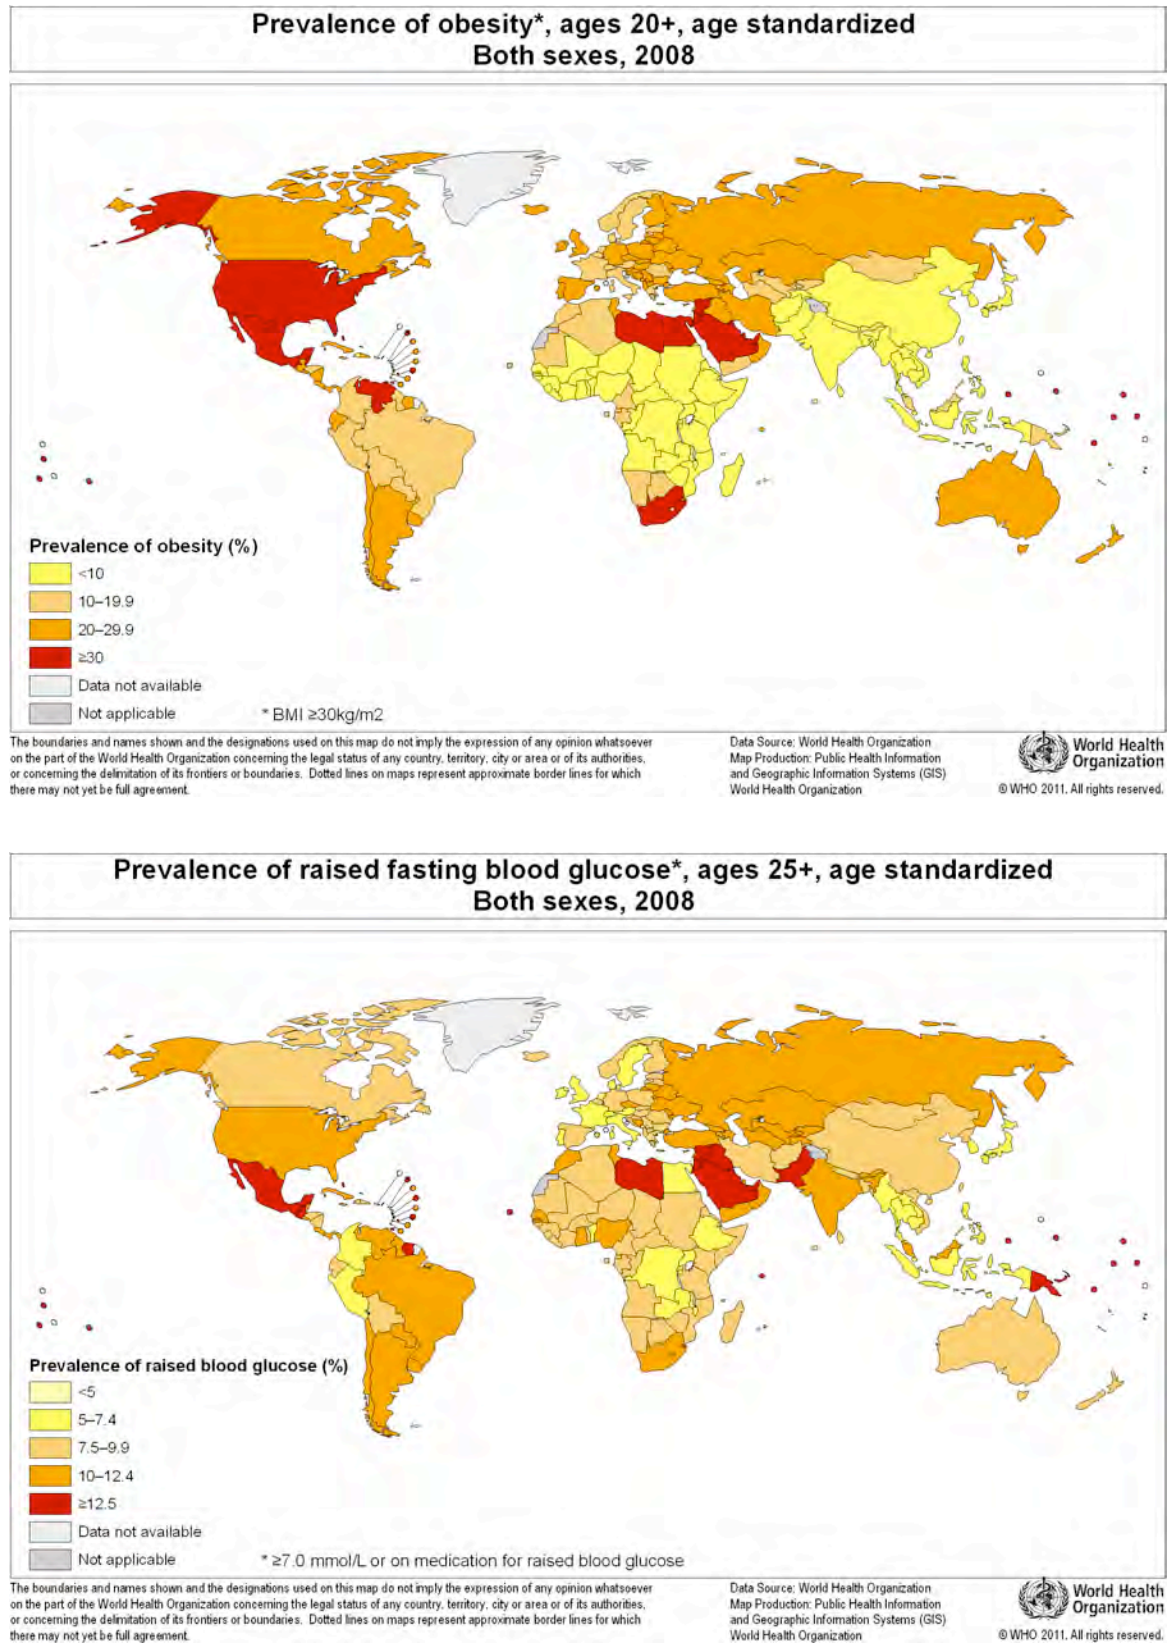 Prevalence of obesity*, ages 20+, age standardized
Both sexes, 2008
Prevalence of obesity (%)
<10
10–19.9
20–29.9
≥30
Data not available
Not applicable
* BMI ≥30kg/m2
The boundaries and names shown and the designations used on this map do not imply the expression of any opinion whatsoever
on the part of the World Health Organization concerning the legal status of any country, territory, city or area or of its authorities,
or concerning the delimitation of its frontiers or boundaries. Dotted lines on maps represent approximate border lines for which
there may not yet be full agreement.
Data Source: World Health Organization
Map Production: Public Health Information
and Geographic Information Systems (GIS)
World Health Organization
World Health
Organization
© WHO 2011. All rights reserved.
Prevalence of raised fasting blood glucose*, ages 25+, age standardized
Both sexes, 2008
Prevalence of raised blood glucose (%)
<5
5–7.4
7.5–9.9
10–12.4
≥12.5
Data not available
Not applicable
* ≥7.0 mmol/L or on medication for raised blood glucose
The boundaries and names shown and the designations used on this map do not imply the expression of any opinion whatsoever
on the part of the World Health Organization concerning the legal status of any country, territory, city or area or of its authorities,
or concerning the delimitation of its frontiers or boundaries. Dotted lines on maps represent approximate border lines for which
there may not yet be full agreement.
Data Source: World Health Organization
Map Production: Public Health Information
and Geographic Information Systems (GIS)
World Health Organization
World Health
Organization
© WHO 2011. All rights reserved.